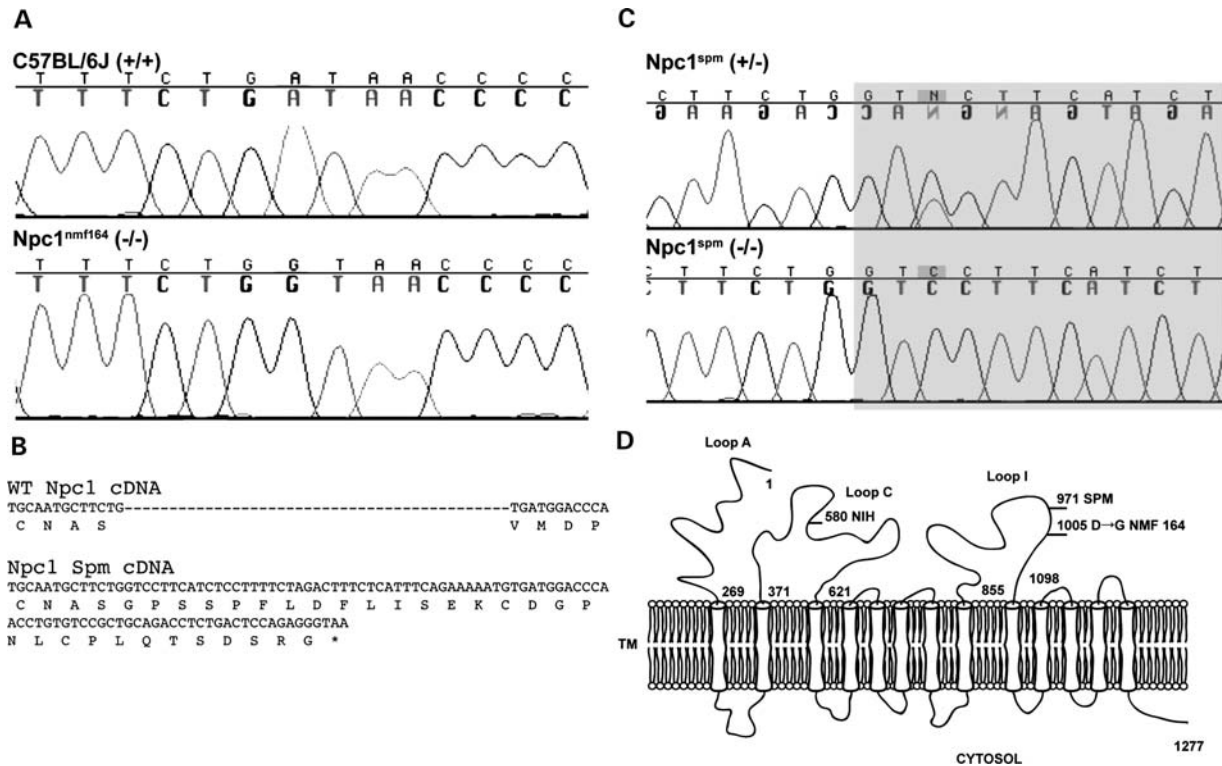 A
C57BL/6J (+/+)
T T T C T G A T A A C C C C
T T T C T G A T A A C C C C
Npc1nmf164 (-/-)
T T T C T G G T A A C C C C
T T T C T G G T A A C C C C
B
WT Npc1 cDNA
TGCAATGCTTCTG-------------------------------------------TGATGGACCCA
C N A S V M D P
Npc1 Spm cDNA
TGCAATGCTTCTGGTCCTTCATCTCCTTTTCTAGACTTTCTCATTTCAGAAAAATGTGATGGACCCA
C N A S G P S S P F L D F L I S E K C D G P
ACCTGTGTCCGCTGCAGACCTCTGACTCCAGAGGGTAA
N L C P L Q T S D S R G *
C
Npc1spm (+/-)
C T T C T G G T N C T T C A T C T
G A A G A C C A N G N A G T A G A
Npc1spm (-/-)
C T T C T G G T C C T T C A T C T
C T T C T G G T C C T T C A T C T
D
Loop A
1
Loop C
580 NIH
Loop I
971 SPM
1005 D→G NMF 164
269
371
621
855
1098
TM
1277
CYTOSOL